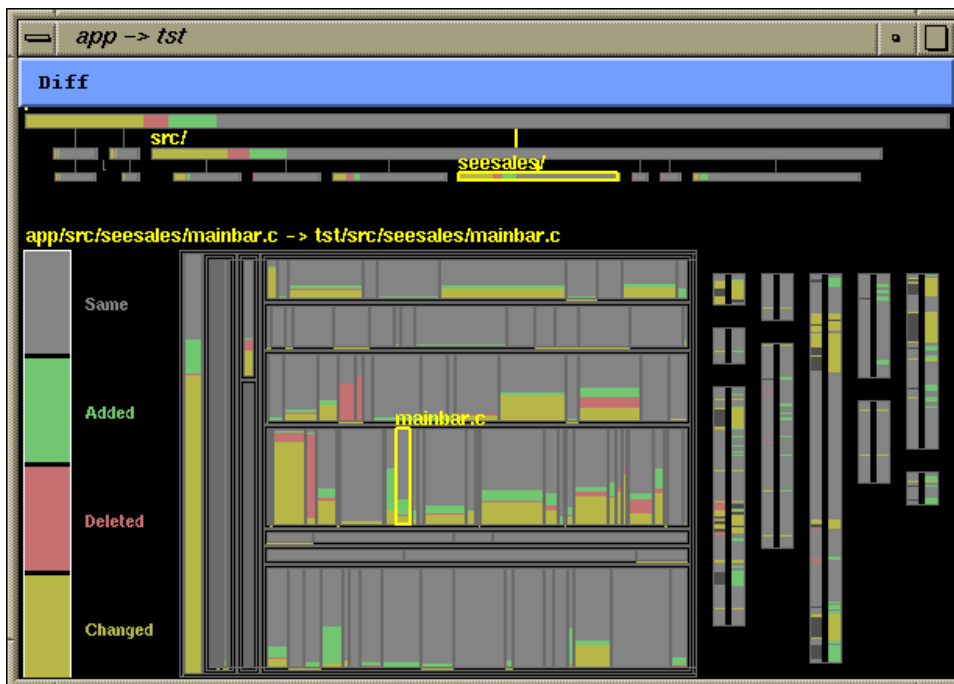 app -> tst
Diff
src/
seesales/
app/src/seesales/mainbar.c -> tst/src/seesales/mainbar.c
Same
Added
mainbar.c
Deleted
Changed